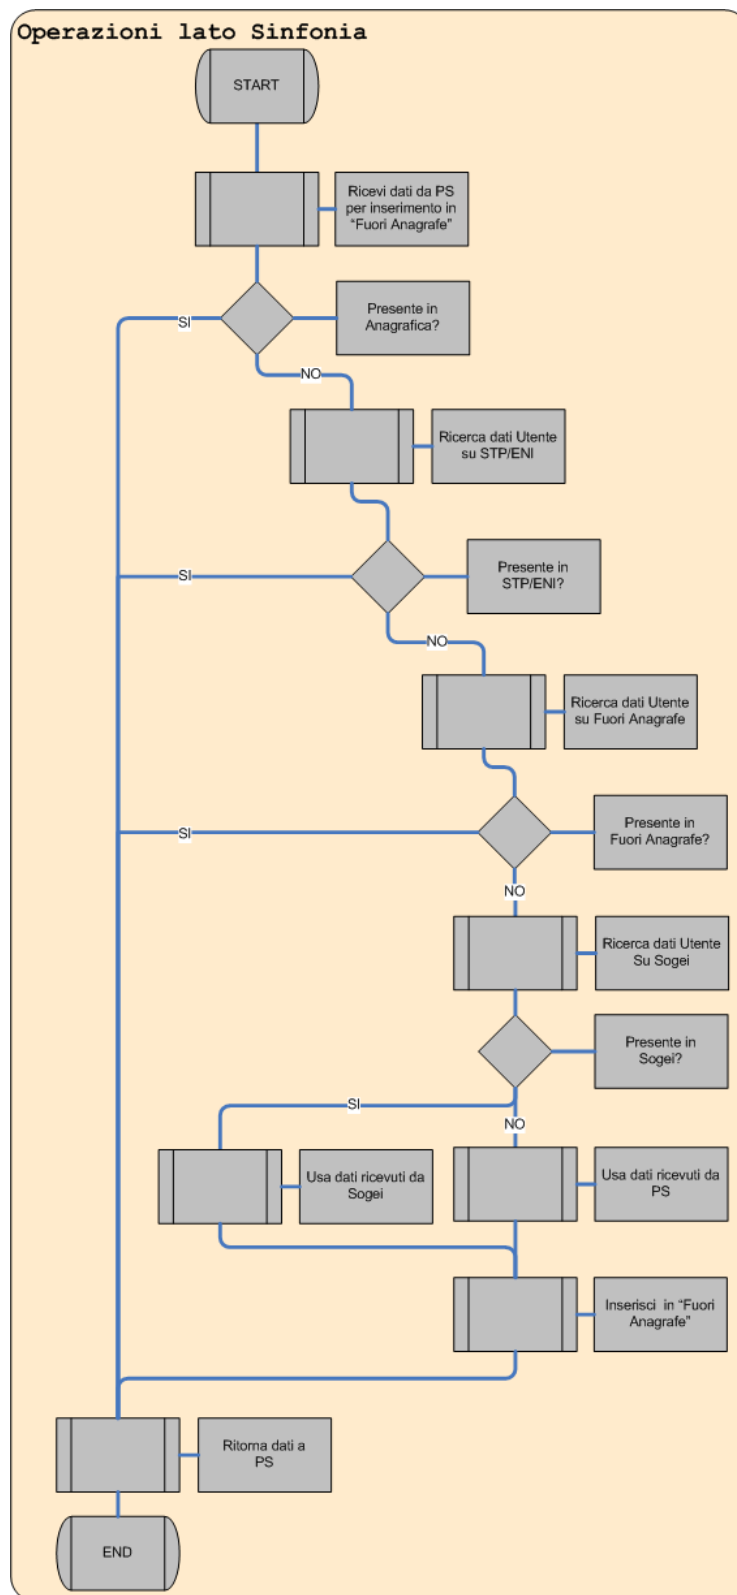 Operazioni lato Sinfonia
START
Ricevi dati da PS
per inserimento in
“Fuori Anagrafe”
SI
Presente in
Anagrafica?
NO
Ricerca dati Utente
su STP/ENI
SI
Presente in
STP/ENI?
NO
Ricerca dati Utente
su Fuori Anagrafe
SI
Presente in
Fuori Anagrafe?
NO
Ricerca dati Utente
Su Sogei
Presente in
Sogei?
SI
NO
Usa dati ricevuti da
Sogei
Usa dati ricevuti da
PS
Inserisci in “Fuori
Anagrafe”
Ritorna dati a
PS
END